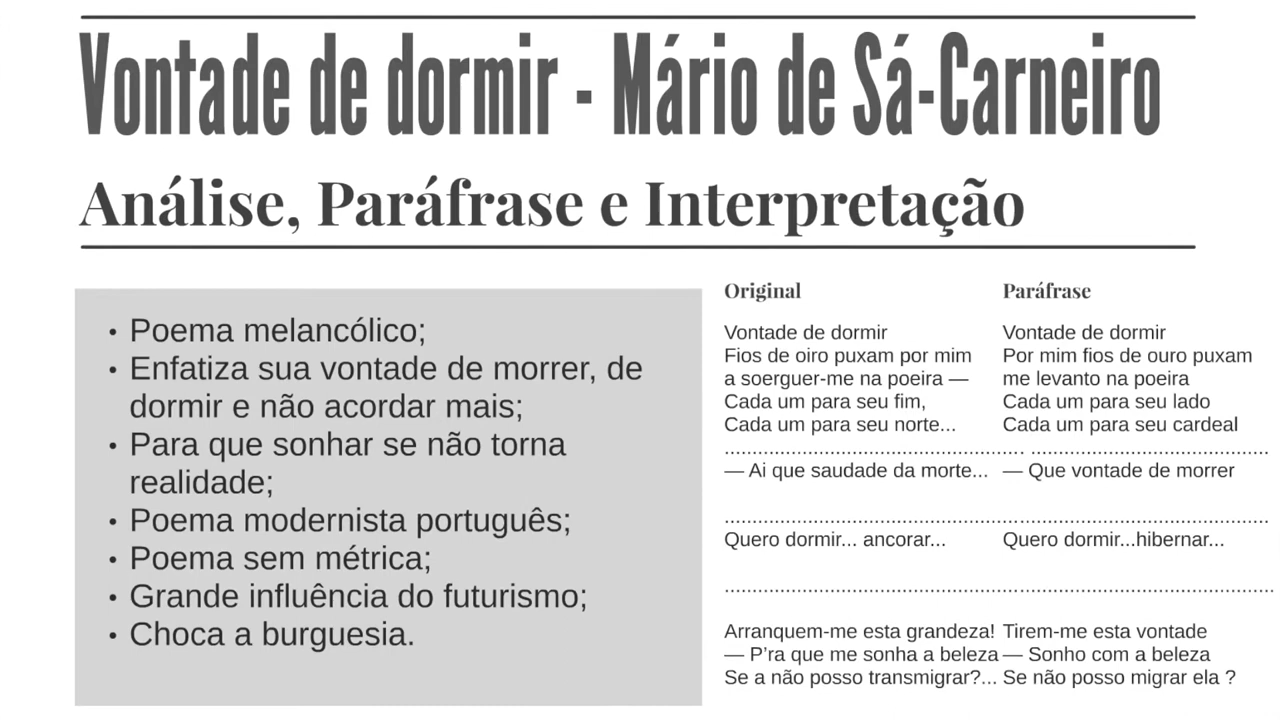 Vontade de dormir - Mário de Sá-Carneiro
Análise, Paráfrase e Interpretação
• Poema melancólico;
• Enfatiza sua vontade de morrer, de
dormir e não acordar mais;
• Para que sonhar se não torna
realidade;
• Poema modernista português;
• Poema sem métrica;
• Grande influência do futurismo;
• Choca a burguesia.
Original
Vontade de dormir
Fios de oiro puxam por mim
a soerguer-me na poeira —
Cada um para seu fim,
Cada um para seu norte...
......................................................
— Ai que saudade da morte...
......................................................
Quero dormir... ancorar...
......................................................
Arranquem-me esta grandeza!
— P’ra que me sonha a beleza
Se a não posso transmigrar?...
Paráfrase
Vontade de dormir
Por mim fios de ouro puxam
me levanto na poeira
Cada um para seu lado
Cada um para seu cardeal
...........................................
— Que vontade de morrer
...........................................
Quero dormir...hibernar...
...........................................
Tirem-me esta vontade
— Sonho com a beleza
Se não posso migrar ela ?